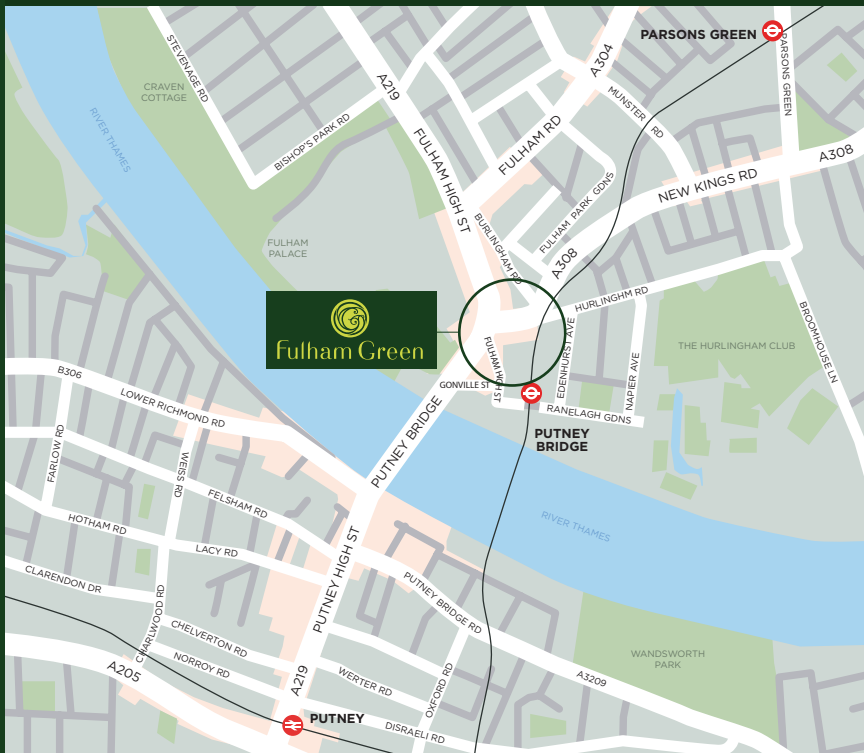 PARSONS GREEN
PARSONS GREEN
STEVENAGE RD
A219
A304
CRAVEN
COTTAGE
MUNSTER RD
RIVER THAMES
BISHOP'S PARK RD
FULHAM HIGH ST
FULHAM RD
A308
NEW KINGS RD
FULHAM PARK GDNS
BURLINGHAM RD
FULHAM
PALACE
A308
HURLINGHM RD
BROOMHOUSE LN
Fulham Green
FULHAM HIGH ST
EDENHURST AVE
NAPIER AVE
THE HURLINGHAM CLUB
B306
GONVILLE ST
LOWER RICHMOND RD
RANELAGH GDNS
PUTNEY
BRIDGE
PUTNEY BRIDGE
FARLOW RD
WEISS RD
FELSHAM RD
RIVER THAMES
HOTHAM RD
LACY RD
PUTNEY HIGH ST
CLARENDON DR
PUTNEY BRIDGE RD
CHARLWOOD RD
CHELVERTON RD
NORROY RD
A205
A219
WERTER RD
OXFORD RD
WANDSWORTH
PARK
A3209
PUTNEY
DISRAELI RD